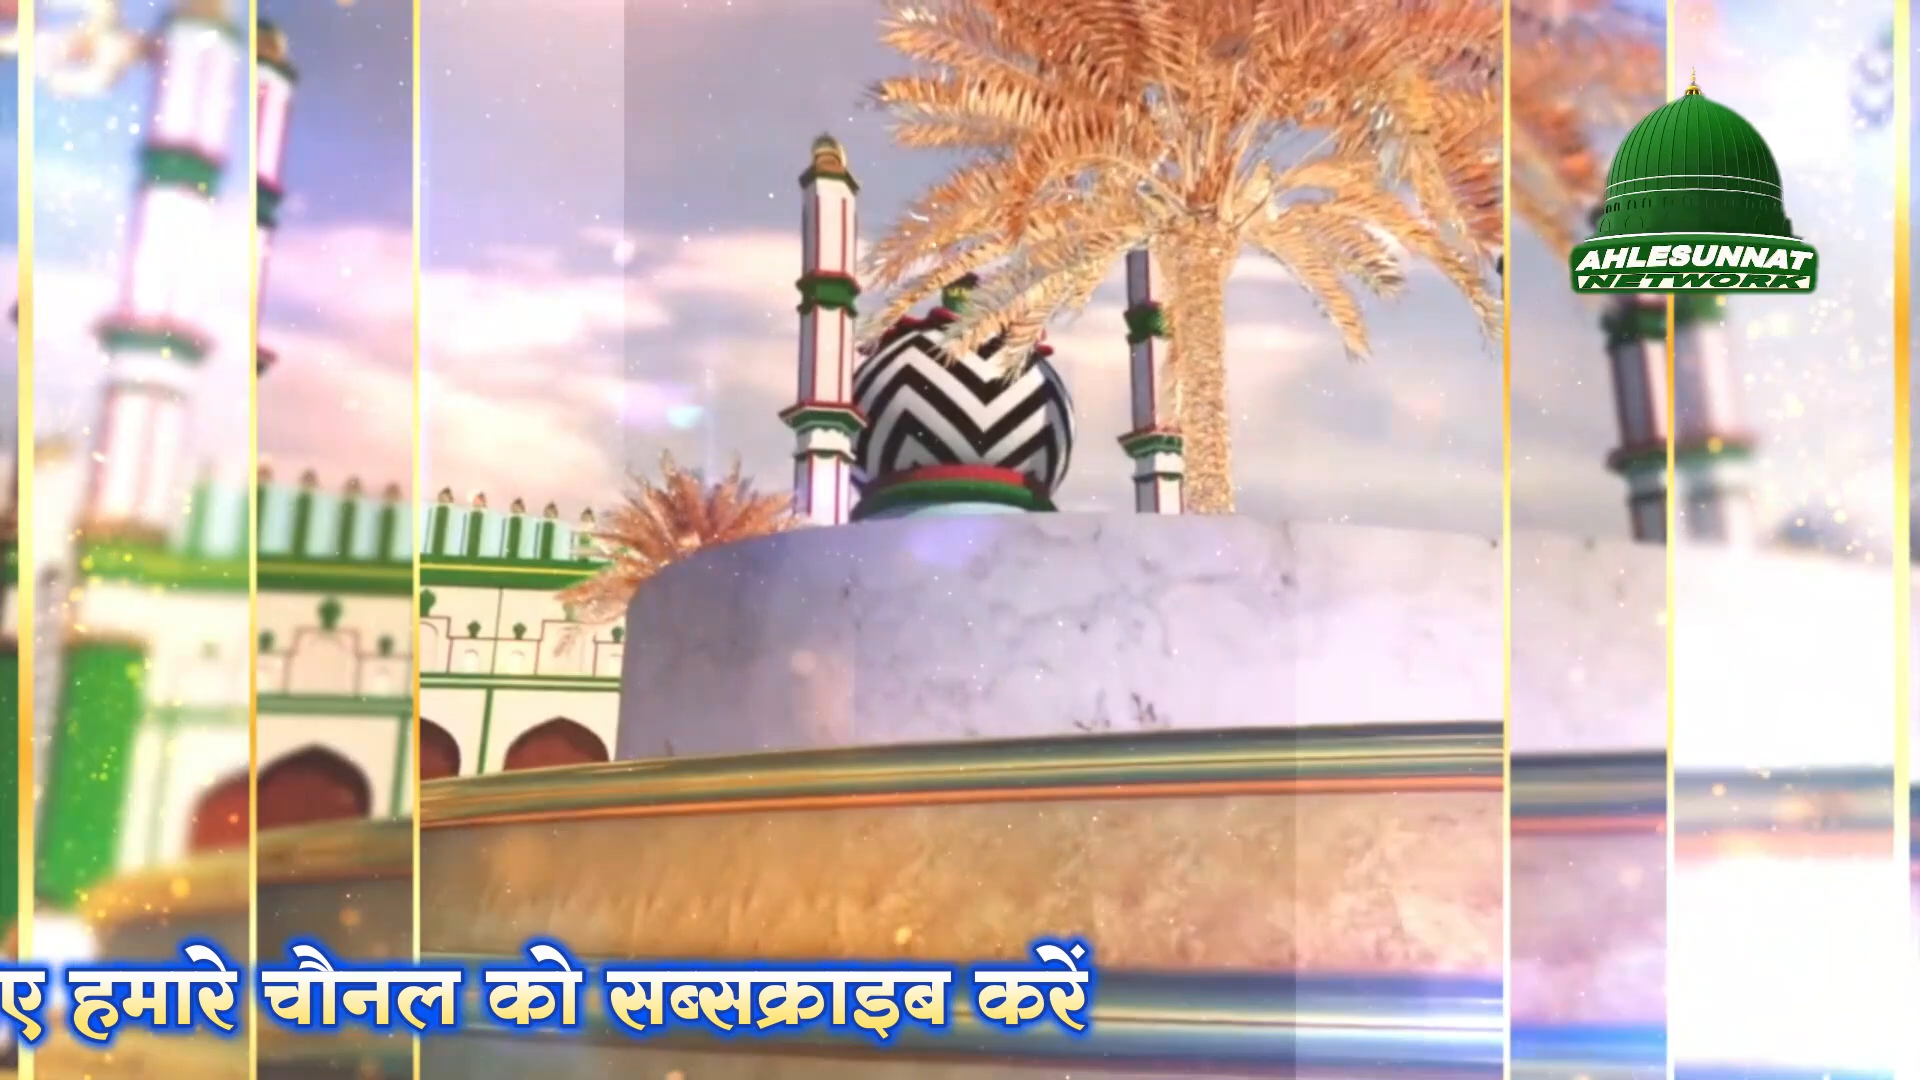 AHLESUNNAT
NETWORK
ए हमारे चौनल को सब्सक्राइब करें